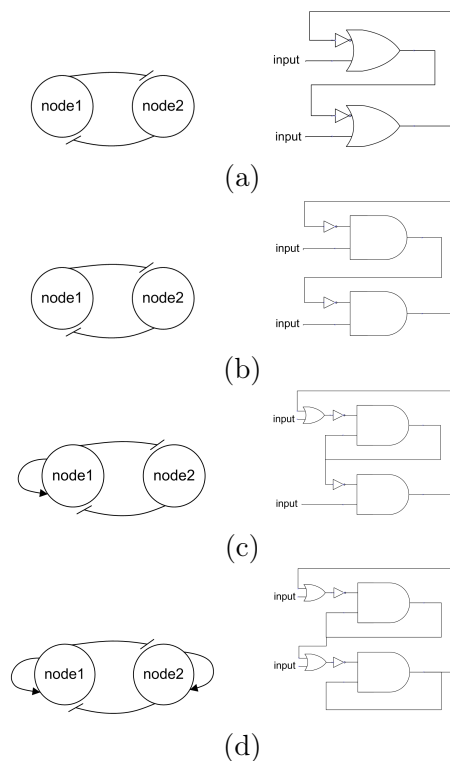 node1 node2 input
input
(a)
node1 node2 input
input
(b)
node1 node2 input
input
(c)
node1 node2 input
input
(d)